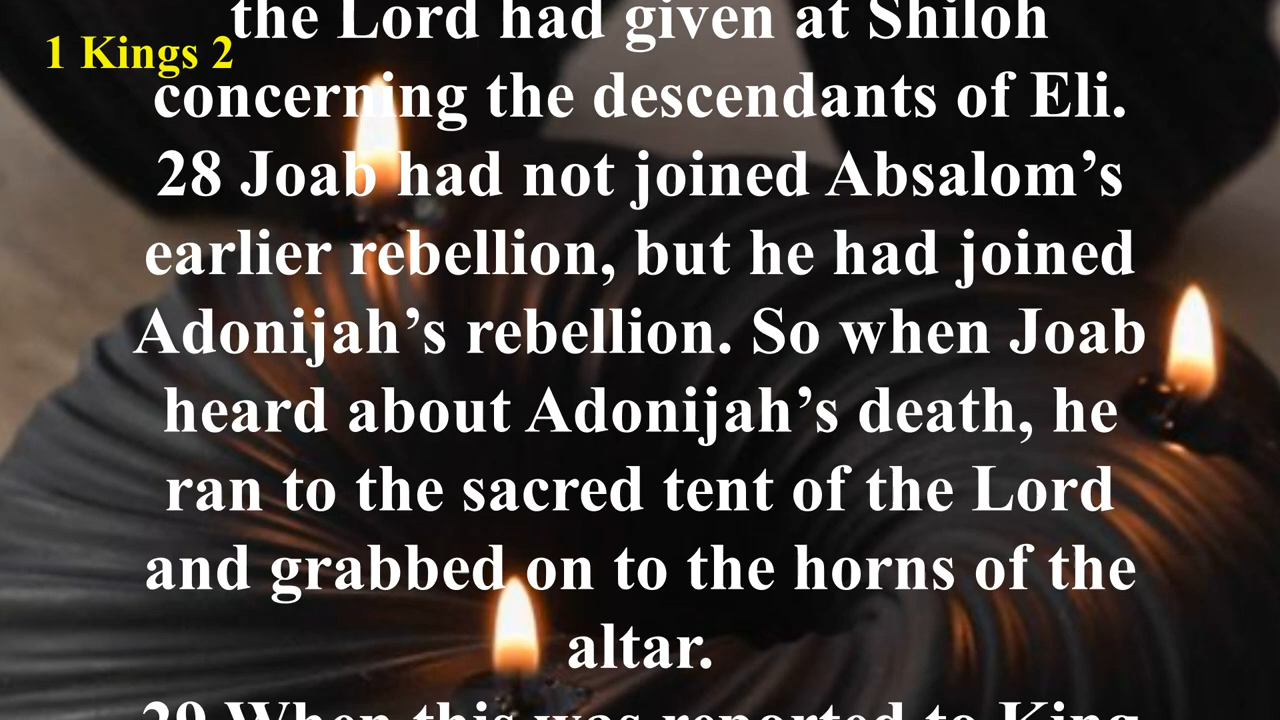 the Lord had given at Shiloh
1 Kings 2
concerning the descendants of Eli.
28 Joab had not joined Absalom’s
earlier rebellion, but he had joined
Adonijah’s rebellion. So when Joab
heard about Adonijah’s death, he
ran to the sacred tent of the Lord
and grabbed on to the horns of the
altar.
29 When this was reported to King